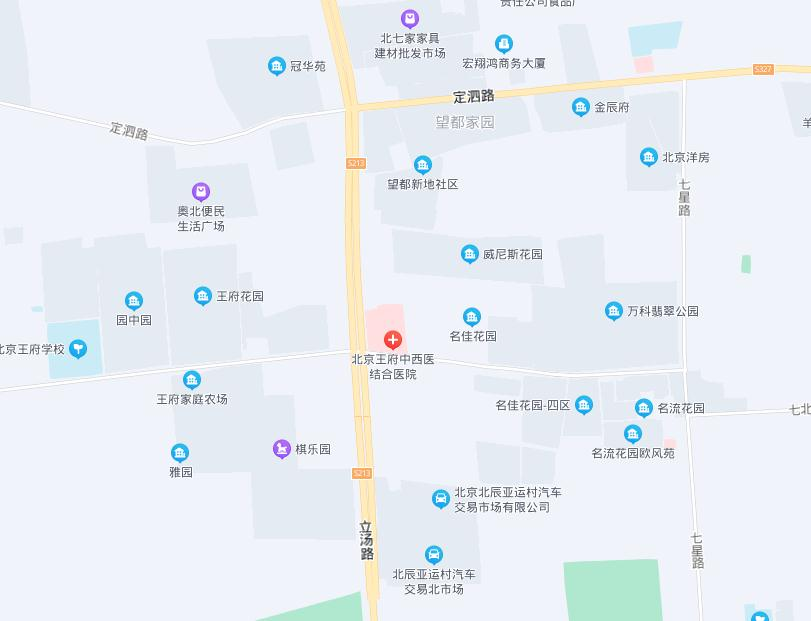 责任公司食品厂
北七家家具
建材批发市场
宏翔鸿商务大厦
冠华苑
S327
定泗路
金辰府
望都家园
定泗路
羊
S213
北京洋房
望都新地社区
七星路
奥北便民
生活广场
威尼斯花园
王府花园
园中园
万科翡翠公园
名佳花园
北京王府学校
北京王府中西医
结合医院
王府家庭农场
名佳花园-四区
名流花园
七北
棋乐园
名流花园欧风苑
雅园
S213
北京北辰亚运村汽车
交易市场有限公司
立汤路
七星路
北辰亚运村汽车
交易北市场